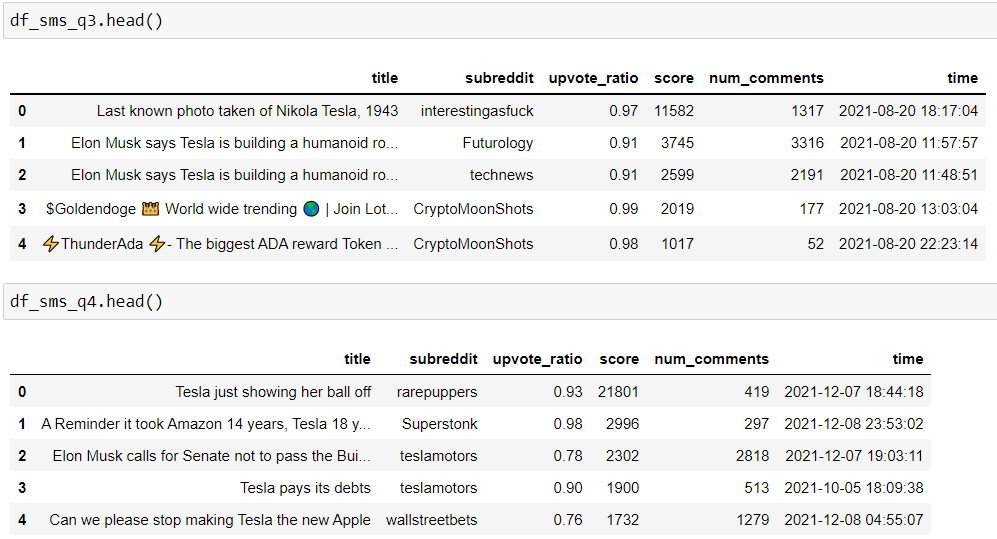 df_sms_q3.head()
title subreddit upvote_ratio score num_comments time
0 Last known photo taken of Nikola Tesla, 1943 interestingasfuck 0.97 11582 1317 2021-08-20 18:17:04
1 Elon Musk says Tesla is building a humanoid ro... Futurology 0.91 3745 3316 2021-08-20 11:57:57
2 Elon Musk says Tesla is building a humanoid ro... technews 0.91 2599 2191 2021-08-20 11:48:51
3 $Goldendoge 👑 World wide trending 🌎 | Join Lot... CryptoMoonShots 0.99 2019 177 2021-08-20 13:03:04
4 ⚡ThunderAda ⚡- The biggest ADA reward Token ... CryptoMoonShots 0.98 1017 52 2021-08-20 22:23:14
df_sms_q4.head()
title subreddit upvote_ratio score num_comments time
0 Tesla just showing her ball off rarepuppers 0.93 21801 419 2021-12-07 18:44:18
1 A Reminder it took Amazon 14 years, Tesla 18 y... Superstonk 0.98 2996 297 2021-12-08 23:53:02
2 Elon Musk calls for Senate not to pass the Bui... teslamotors 0.78 2302 2818 2021-12-07 19:03:11
3 Tesla pays its debts teslamotors 0.90 1900 513 2021-10-05 18:09:38
4 Can we please stop making Tesla the new Apple wallstreetbets 0.76 1732 1279 2021-12-08 04:55:07